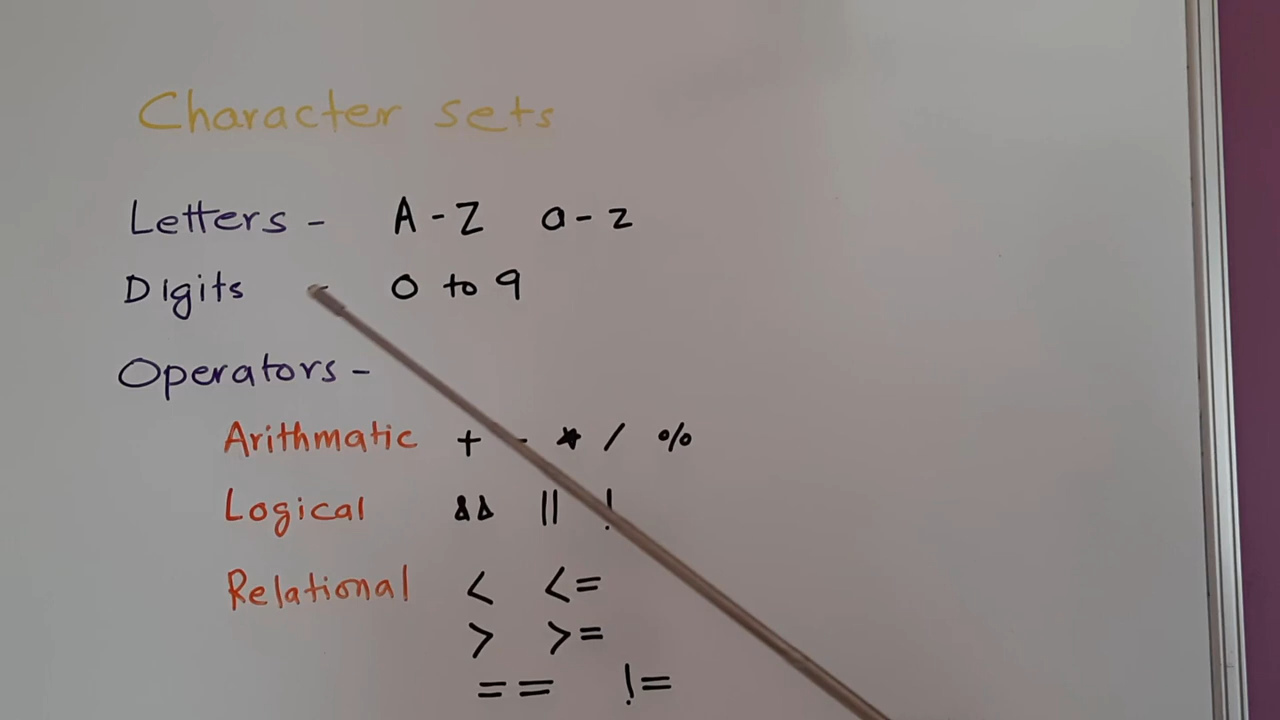 Character sets
Letters - A-Z a-z
Digits - 0 to 9
Operators -
Arithmatic + - * / %
Logical && || !
Relational < <=
> >=
== !=